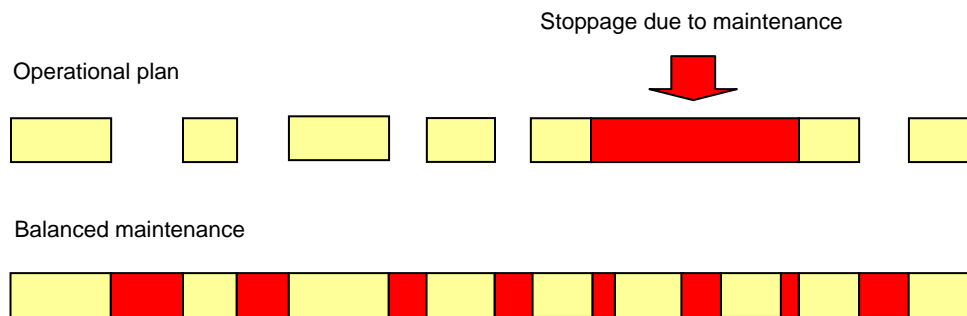 Stoppage due to maintenance
Operational plan
Balanced maintenance